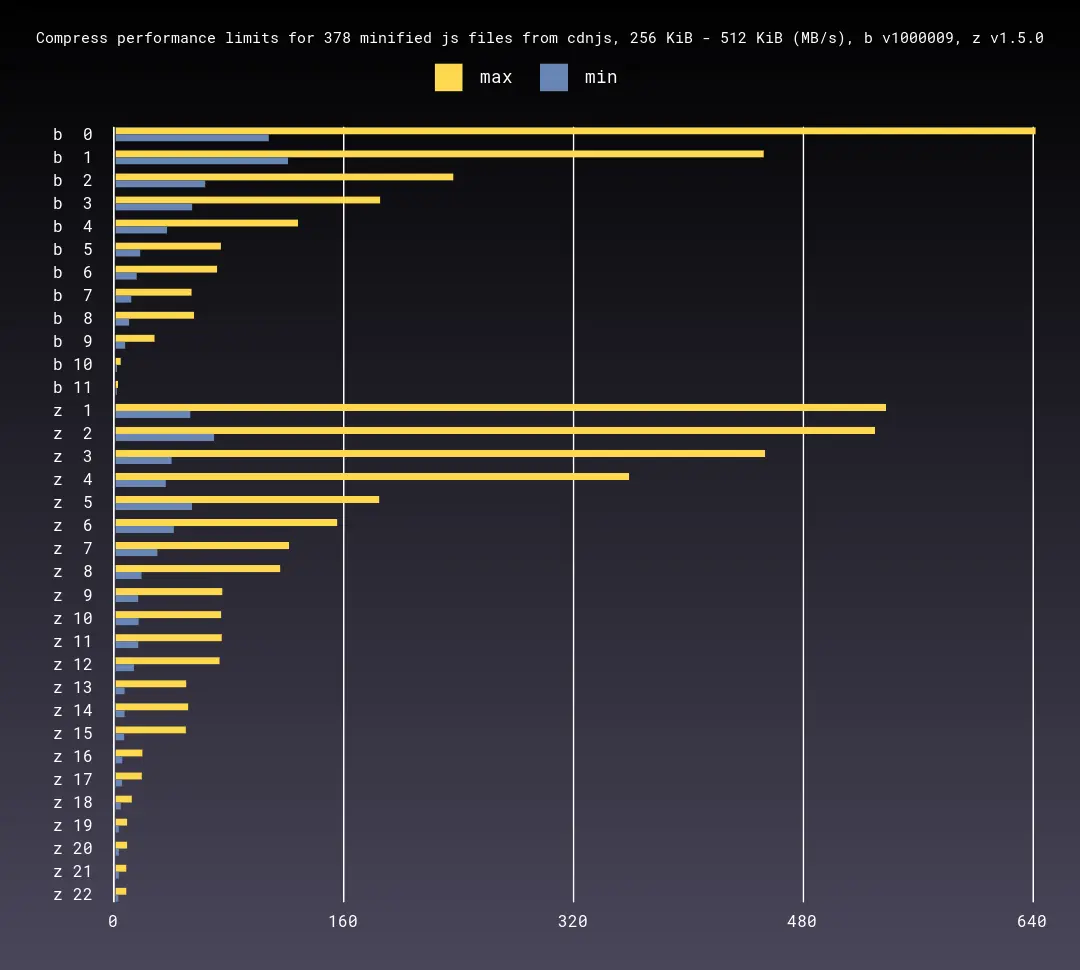 Compress performance limits for 378 minified js files from cdnjs, 256 KiB - 512 KiB (MB/s), b v1000009, z v1.5.0
max min
b 0
b 1
b 2
b 3
b 4
b 5
b 6
b 7
b 8
b 9
b 10
b 11
z 1
z 2
z 3
z 4
z 5
z 6
z 7
z 8
z 9
z 10
z 11
z 12
z 13
z 14
z 15
z 16
z 17
z 18
z 19
z 20
z 21
z 22
0 160 320 480 640